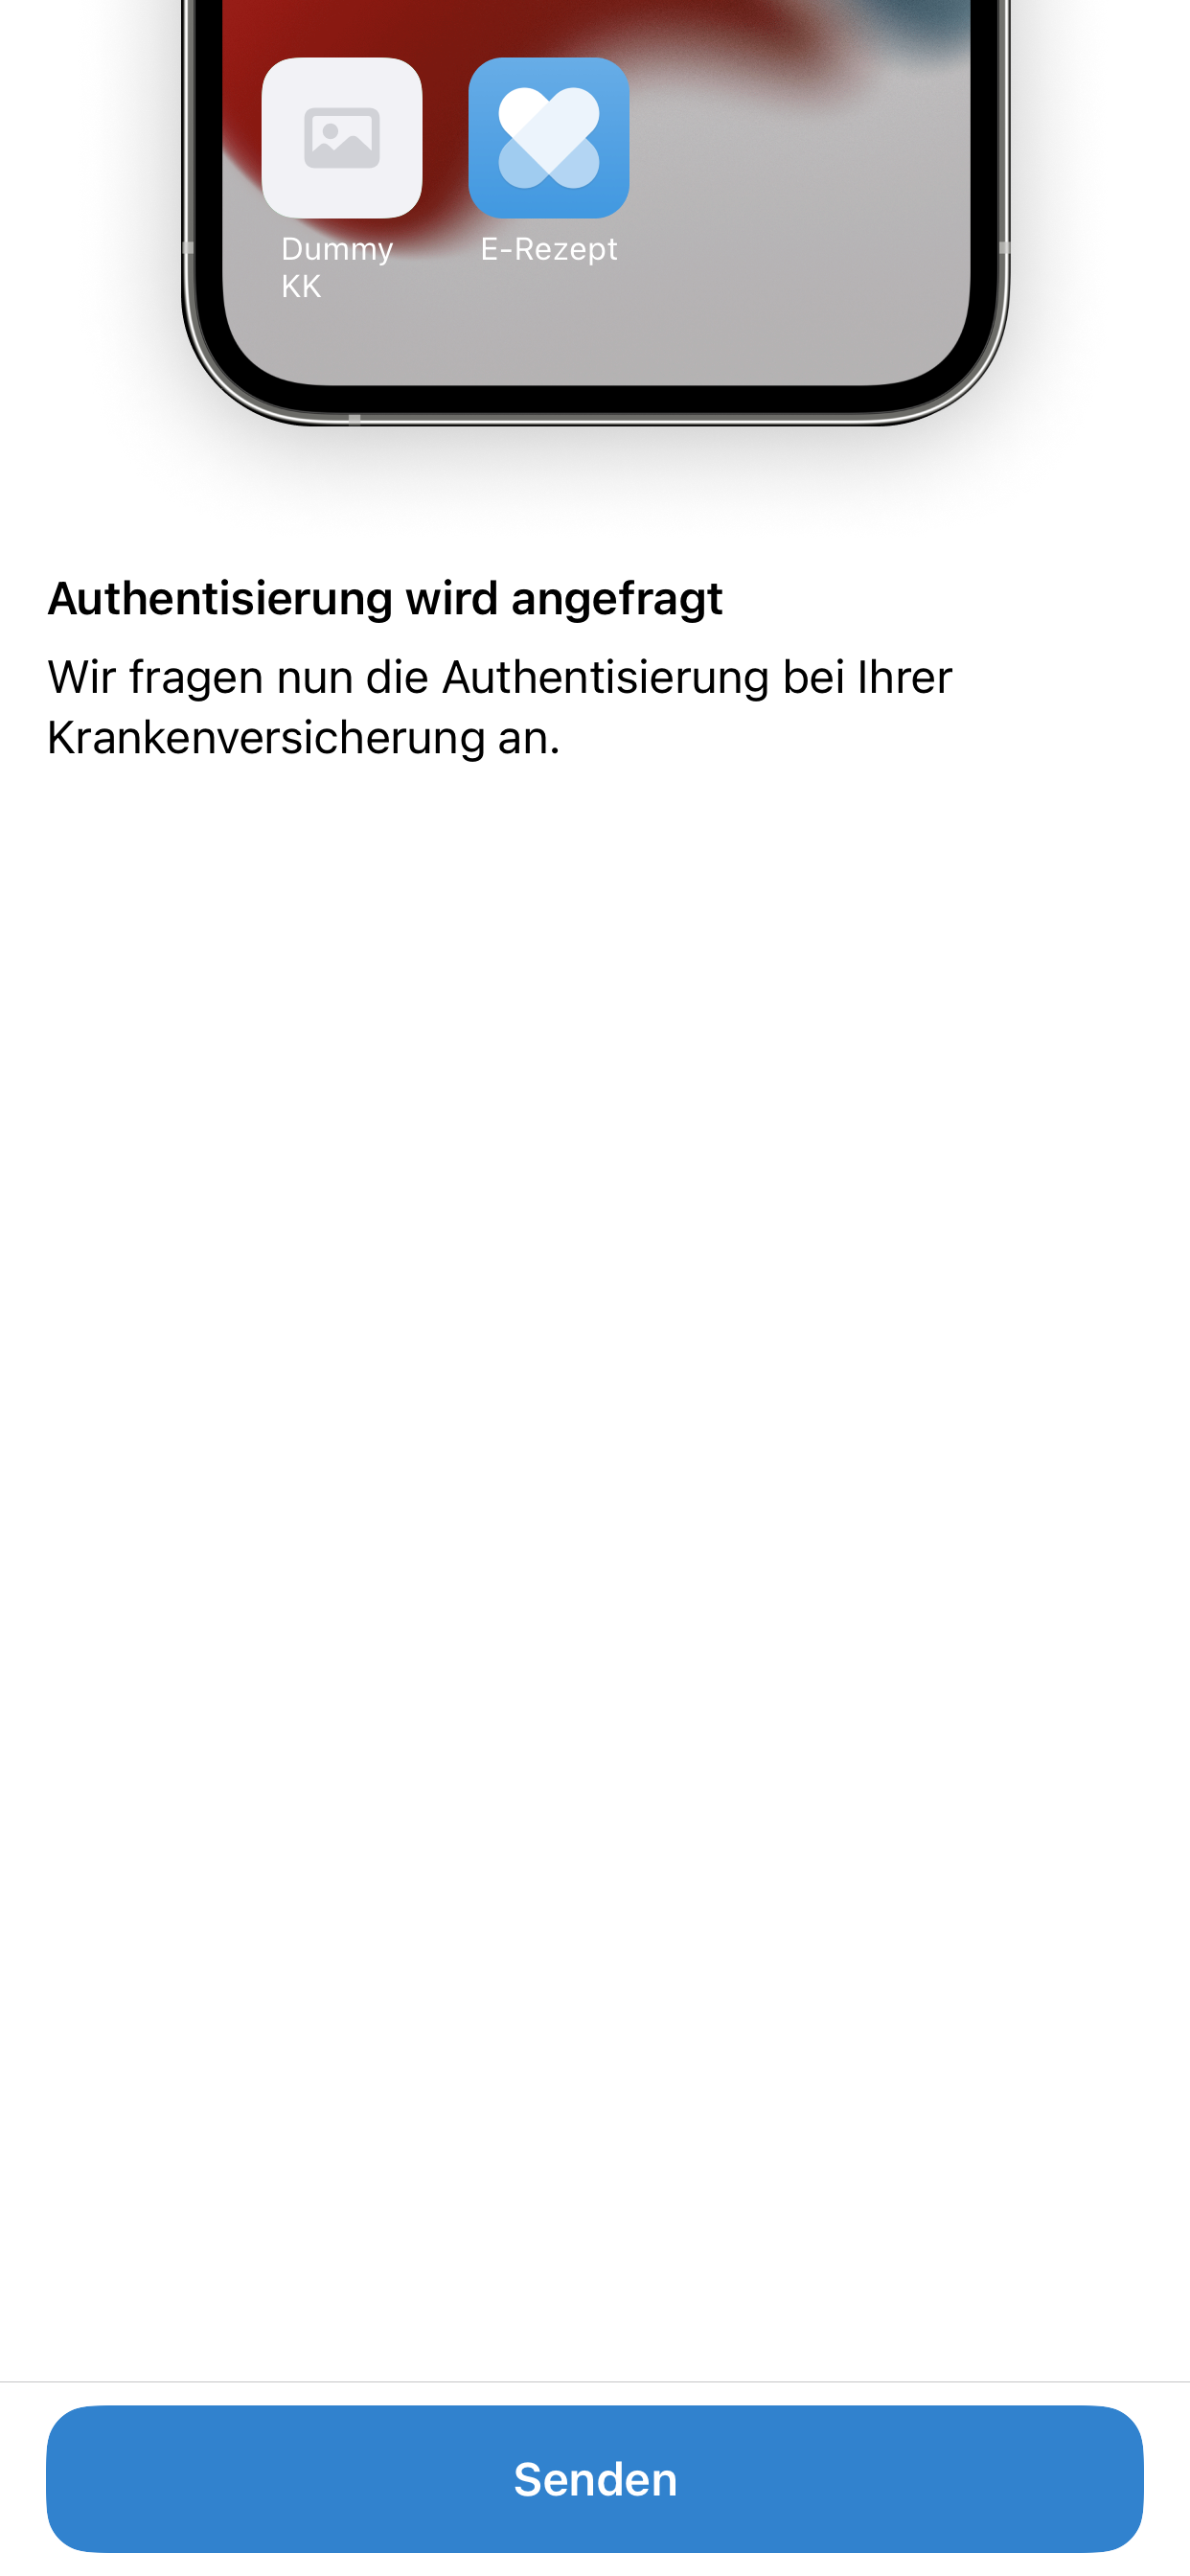 Dummy E-Rezept
KK
Authentisierung wird angefragt
Wir fragen nun die Authentisierung bei Ihrer
Krankenversicherung an.
Senden